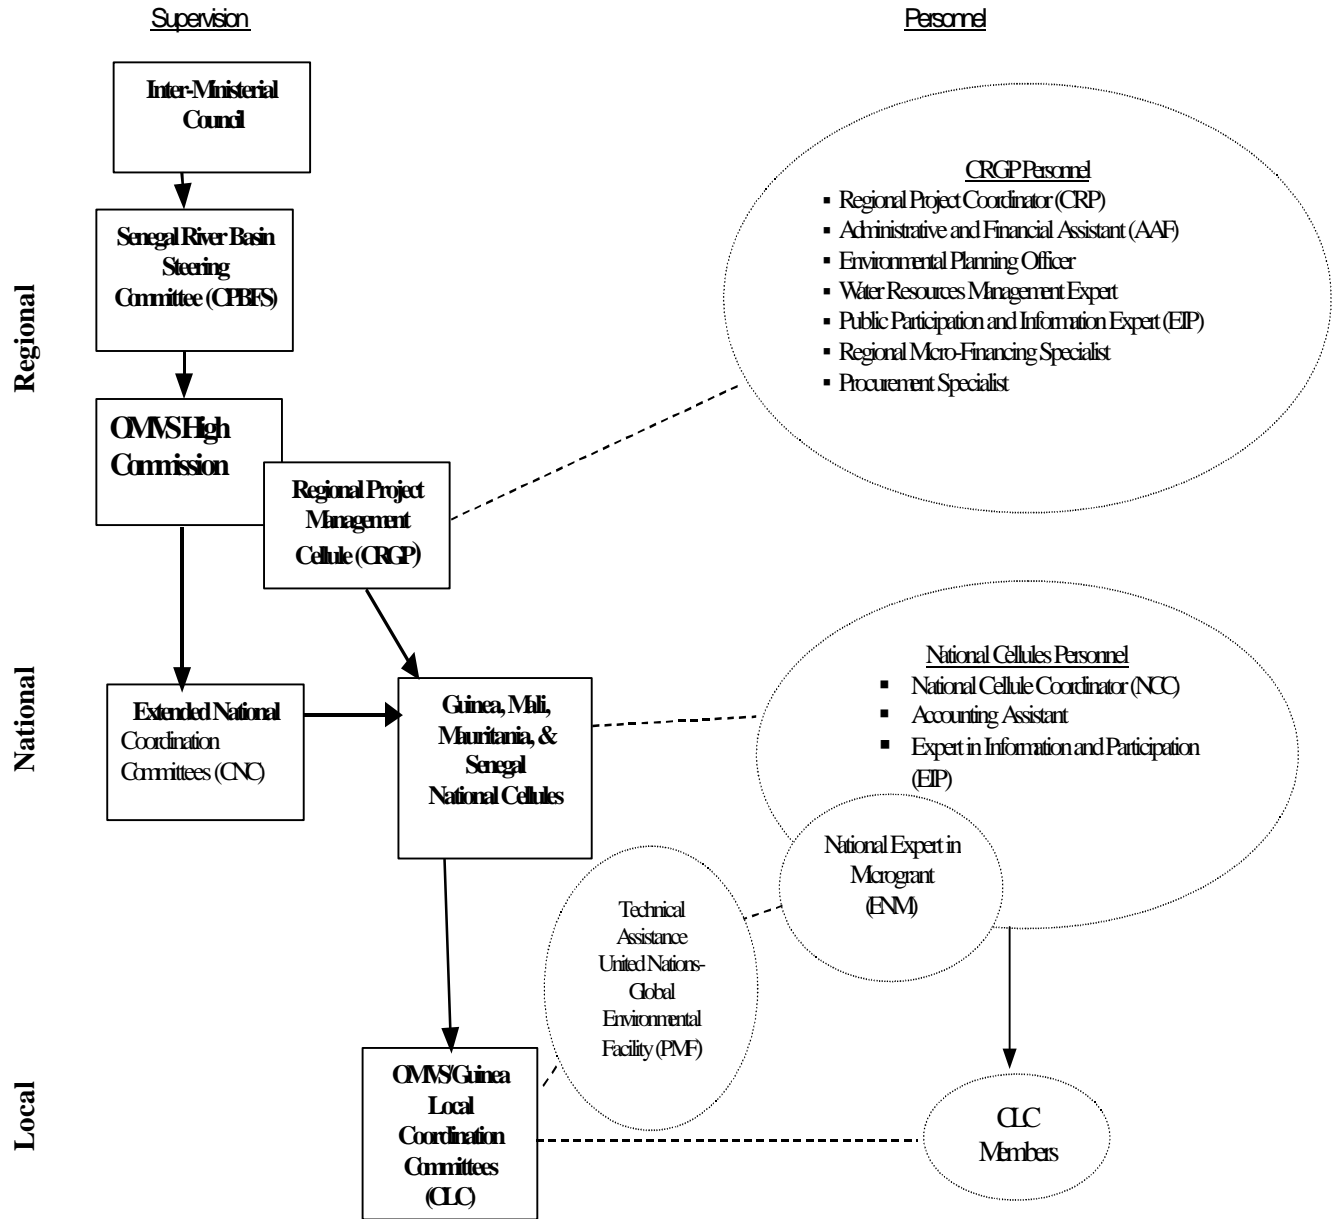 Supervision
Personnel
Inter-Ministerial
Council
Senegal River Basin
Steering
Committee (CPBFS)
OMVS High
Commission
Regional Project
Management
Cellule (CRGP)
CRGP Personnel
▪ Regional Project Coordinator (CRP)
▪ Administrative and Financial Assistant (AAF)
▪ Environmental Planning Officer
▪ Water Resources Management Expert
▪ Public Participation and Information Expert (EIP)
▪ Regional Micro-Financing Specialist
▪ Procurement Specialist
Regional
Extended National
Coordination
Committees (CNC)
Guinea, Mali,
Mauritania, &
Senegal
National Cellules
National Cellules Personnel
▪ National Cellule Coordinator (NCC)
▪ Accounting Assistant
▪ Expert in Information and Participation
(EIP)
National Expert in
Microgrant
(ENM)
National
Technical
Assistance
United Nations-
Global
Environmental
Facility (PMF)
OMVS/Guinea
Local
Coordination
Committees
(CLC)
CLC
Members
Local